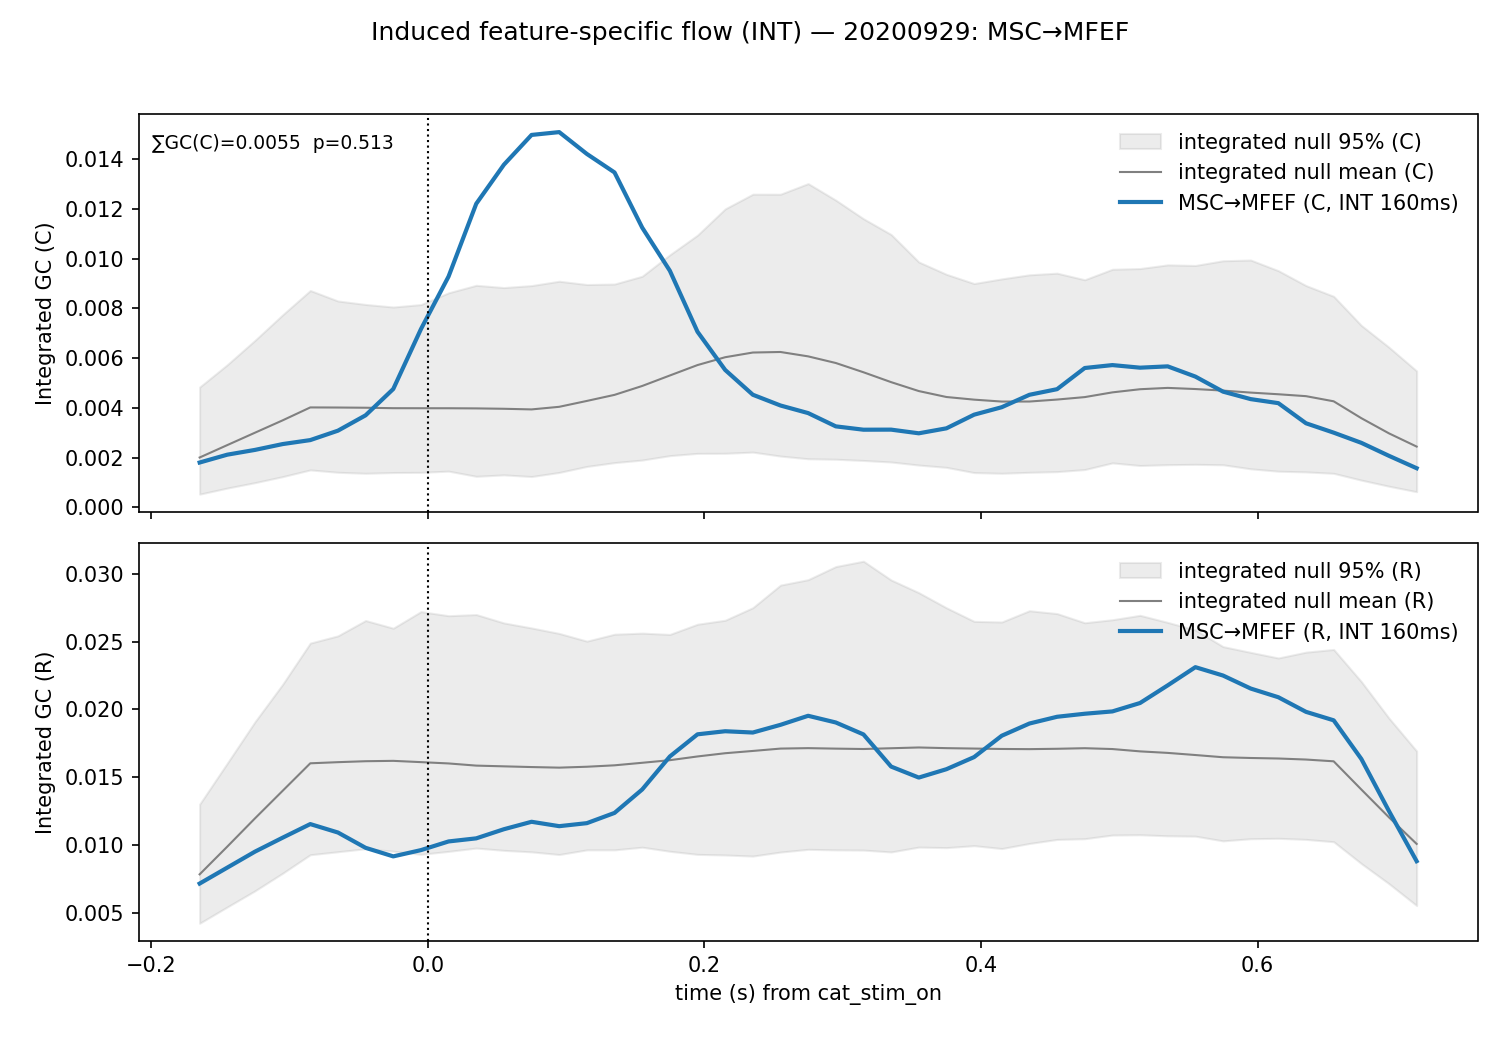 Induced feature-specific flow (INT) — 20200929: MSC→MFEF
∑GC(C)=0.0055  p=0.513
integrated null 95% (C)
integrated null mean (C)
MSC→MFEF (C, INT 160ms)
Integrated GC (C)
0.014
0.012
0.010
0.008
0.006
0.004
0.002
0.000
integrated null 95% (R)
integrated null mean (R)
MSC→MFEF (R, INT 160ms)
Integrated GC (R)
0.030
0.025
0.020
0.015
0.010
0.005
−0.2 0.0 0.2 0.4 0.6
time (s) from cat_stim_on